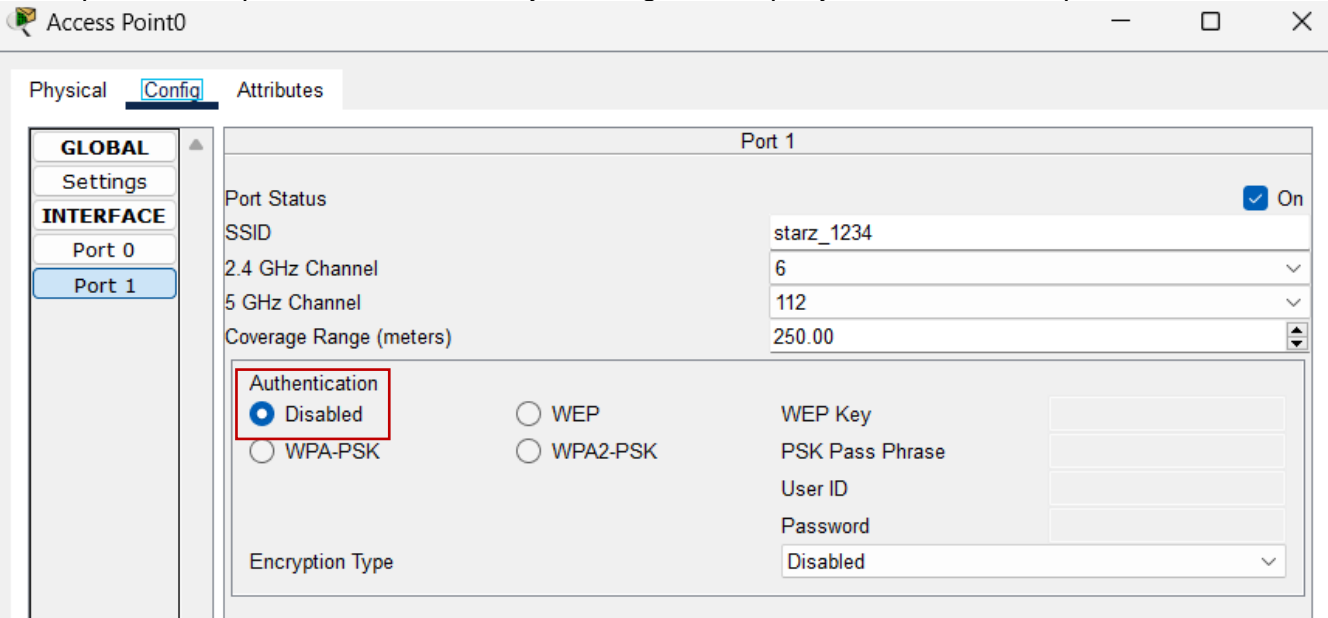 Access Point0
Physical Config Attributes
GLOBAL
Settings
INTERFACE
Port 0
Port 1
Port 1
Port Status On
SSID starz_1234
2.4 GHz Channel 6
5 GHz Channel 112
Coverage Range (meters) 250.00
Authentication
Disabled WEP WEP Key
WPA-PSK WPA2-PSK PSK Pass Phrase
User ID
Password
Encryption Type Disabled